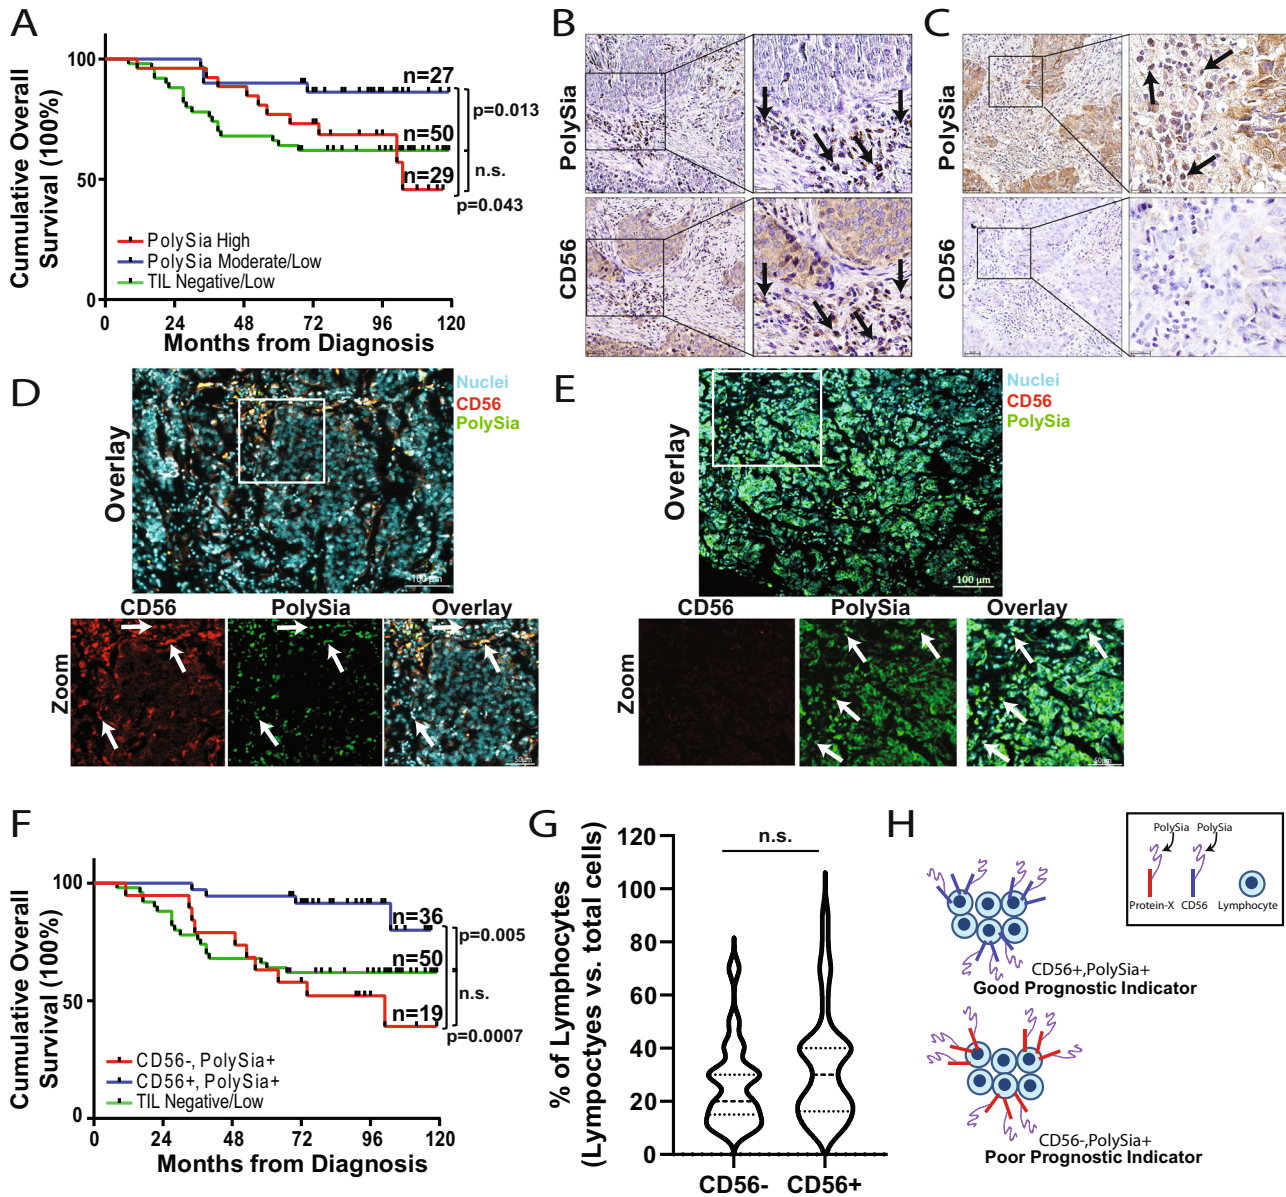 A
Cumulative Overall
Survival (100%)
100
50
0
n=27
n=50
n=29
p=0.013
n.s.
p=0.043
PolySia High
PolySia Moderate/Low
TIL Negative/Low
0 24 48 72 96 120
Months from Diagnosis
B
PolySia
CD56
C
PolySia
CD56
D
Overlay
Nuclei
CD56
PolySia
100 µm
CD56 PolySia Overlay
Zoom
50µm
E
Overlay
Nuclei
CD56
PolySia
100 µm
CD56 PolySia Overlay
Zoom
50µm
F
Cumulative Overall
Survival (100%)
100
50
0
n=36
n=50
n=19
p=0.005
n.s.
p=0.0007
CD56-, PolySia+
CD56+, PolySia+
TIL Negative/Low
0 24 48 72 96 120
Months from Diagnosis
G
% of Lymphocytes
(Lympoctyes vs. total cells)
120
100
80
60
40
20
0
n.s.
CD56- CD56+
H
PolySia PolySia
Protein-X CD56 Lymphocyte
CD56+,PolySia+
Good Prognostic Indicator
CD56-,PolySia+
Poor Prognostic Indicator